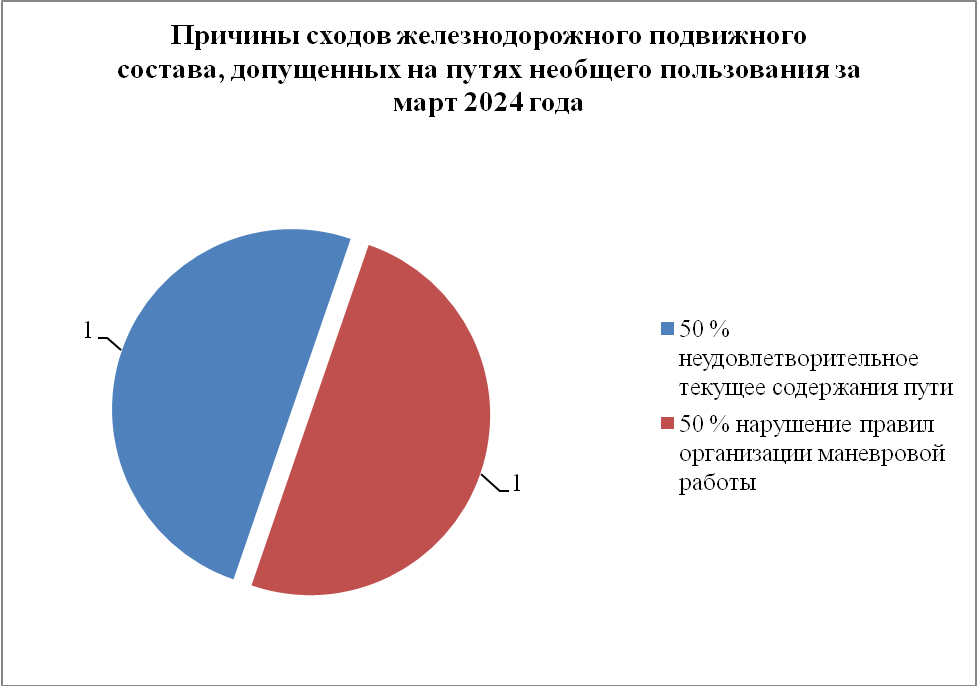 Причины сходов железнодорожного подвижного
состава, допущенных на путях необщего пользования за
март 2024 года
1
1
50 %
неудовлетворительное
текущее содержания пути
50 % нарушение правил
организации маневровой
работы